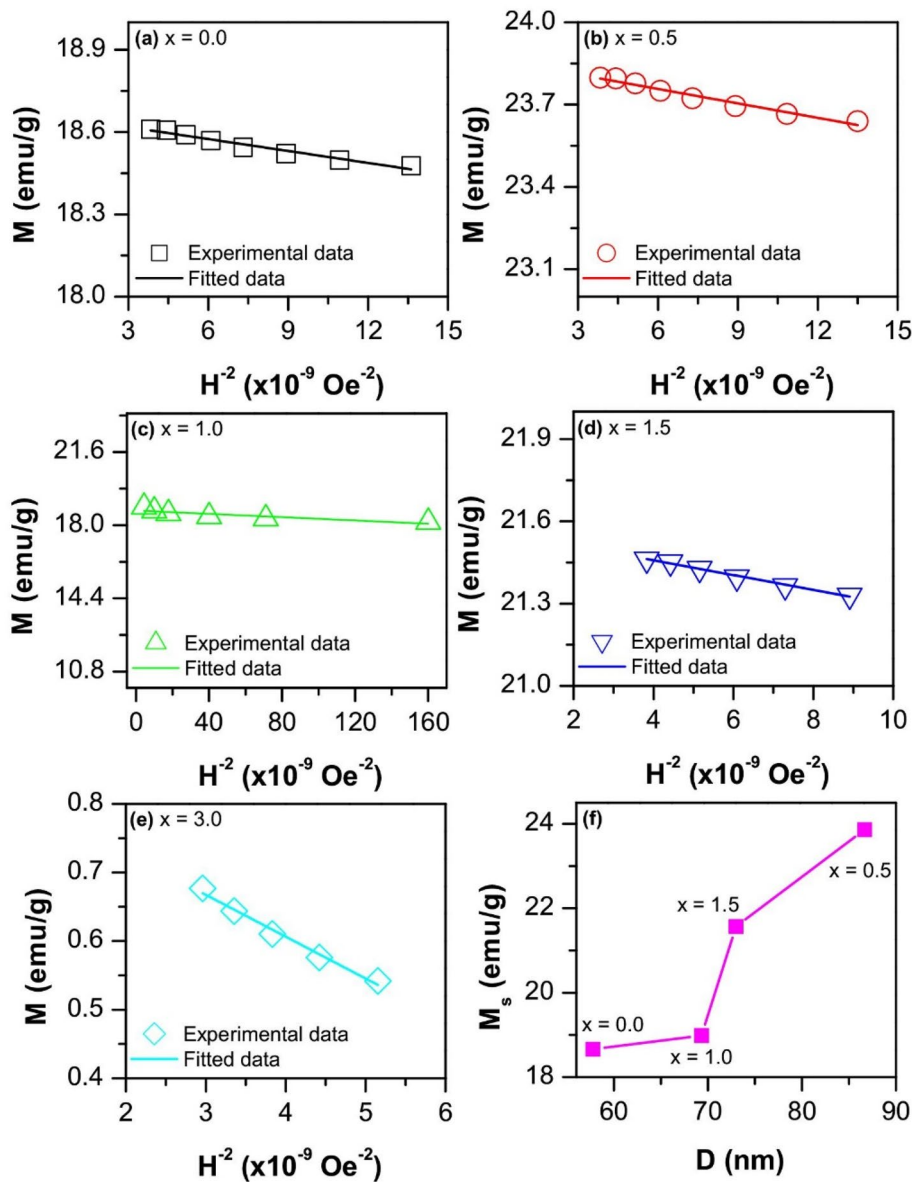 (a) x = 0.0
18.9
18.6
18.3
18.0
M (emu/g)
Experimental data
Fitted data
3 6 9 12 15
H⁻² (x10⁻⁹ Oe⁻²)
(b) x = 0.5
24.0
23.7
23.4
23.1
M (emu/g)
Experimental data
Fitted data
3 6 9 12 15
H⁻² (x10⁻⁹ Oe⁻²)
(c) x = 1.0
21.6
18.0
14.4
10.8
M (emu/g)
Experimental data
Fitted data
0 40 80 120 160
H⁻² (x10⁻⁹ Oe⁻²)
(d) x = 1.5
21.9
21.6
21.3
21.0
M (emu/g)
Experimental data
Fitted data
2 4 6 8 10
H⁻² (x10⁻⁹ Oe⁻²)
(e) x = 3.0
0.8
0.7
0.6
0.5
0.4
M (emu/g)
Experimental data
Fitted data
2 3 4 5 6
H⁻² (x10⁻⁹ Oe⁻²)
(f)
24
22
20
19
18
Mₛ (emu/g)
x = 0.5
x = 1.5
x = 0.0
x = 1.0
60 70 80 90
D (nm)